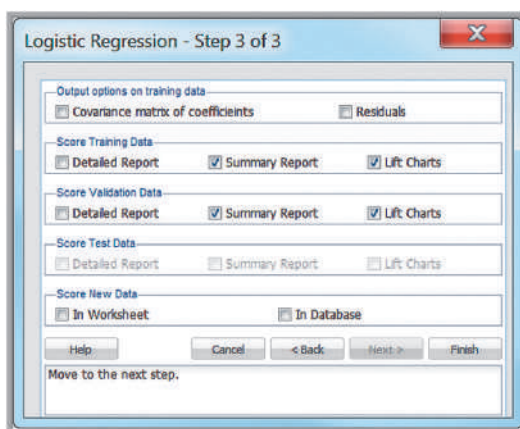 Logistic Regression - Step 3 of 3
X
Output options on training data
Covariance matrix of coefficieints Residuals
Score Training Data
Detailed Report Summary Report Lift Charts
Score Validation Data
Detailed Report Summary Report Lift Charts
Score Test Data
Detailed Report Summary Report Lift Charts
Score New Data
In Worksheet In Database
Help Cancel < Back Next > Finish
Move to the next step.